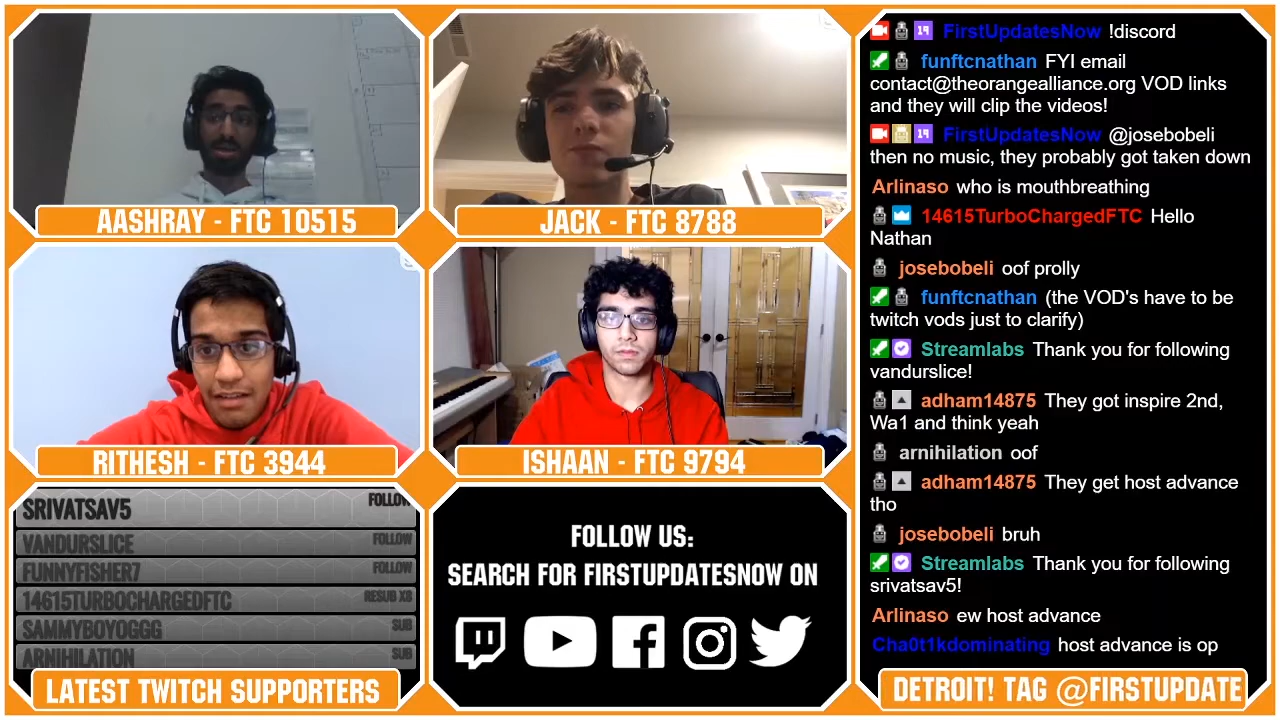 AASHRAY - FTC 10515
JACK - FTC 8788
RITHESH - FTC 3944
ISHAAN - FTC 9794
SRIVATSAV5 FOLLOW
VANDURSLICE FOLLOW
FUNNYFISHER7 FOLLOW
14615TURBOCHARGEDFTC RESUB X8
SAMMYBOYOGGG SUB
ARNIHILATION SUB
LATEST TWITCH SUPPORTERS
FOLLOW US:
SEARCH FOR FIRSTUPDATESNOW ON
19 FirstUpdatesNow !discord
funftcnathan FYI email
contact@theorangealliance.org VOD links
and they will clip the videos!
19 FirstUpdatesNow @josebobeli
then no music, they probably got taken down
Arlinaso who is mouthbreathing
14615TurboChargedFTC Hello
Nathan
josebobeli oof prolly
funftcnathan (the VOD's have to be
twitch vods just to clarify)
Streamlabs Thank you for following
vandurslice!
adham14875 They got inspire 2nd,
Wa1 and think yeah
arnihilation oof
adham14875 They get host advance
tho
josebobeli bruh
Streamlabs Thank you for following
srivatsav5!
Arlinaso ew host advance
Cha0t1kdominating host advance is op
DETROIT! TAG @FIRSTUPDATE